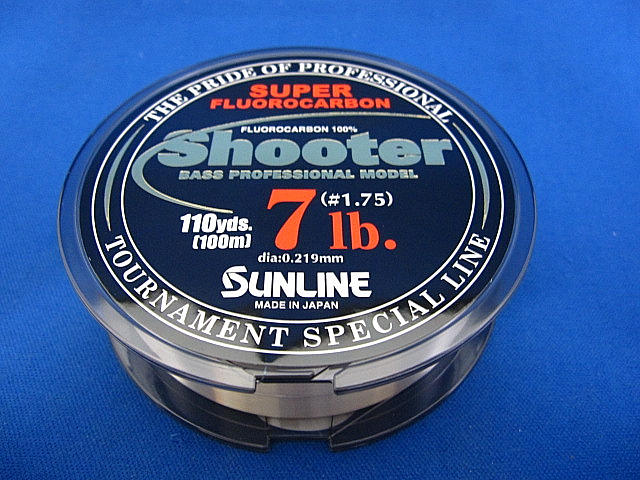 THE PRIDE OF PROFESSIONAL
SUPER
FLUOROCARBON
FLUOROCARBON 100%
Shooter
BASS PROFESSIONAL MODEL
110yds.
(100m)
7 lb.
(#1.75)
dia:0.219mm
SUNLINE
MADE IN JAPAN
TOURNAMENT SPECIAL LINE